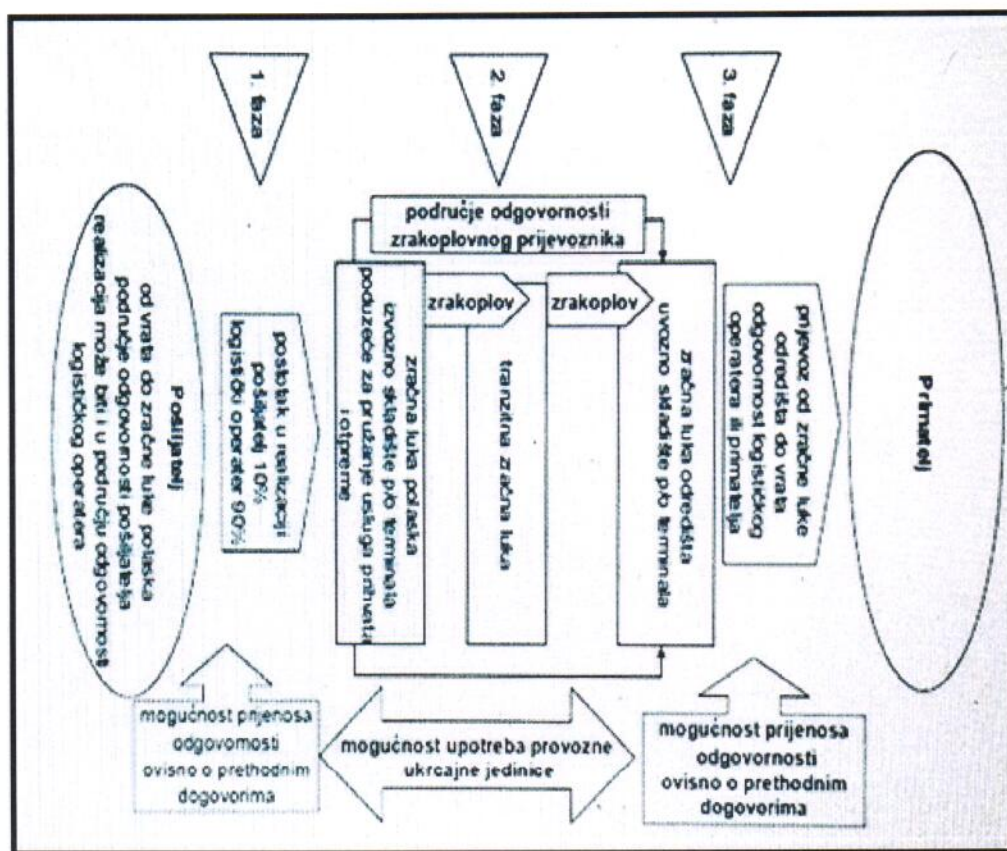 1. faza
2. faza
3. faza
Pošiljatelj
od vrata do zračne luke polaska
područje odgovornosti pošiljatelja
realizacija može biti i u području odgovornosti
logističkog operatera
postotak u realizaciji
pošiljatelj 10%
logistički operater 90%
područje odgovornosti
zrakoplovnog prijevoznika
zračna luka polaska
izvozno skladište p/o terminala
poduzeće za pružanje usluga prihvata
i otpreme
zrakoplov
tranzitna zračna luka
zrakoplov
zračna luka odredišta
uvozno skladište p/o terminala
prijevoz od zračne luke
odredišta do vrata
odgovornost logističkog
operatera ili primatelja
Primatelj
mogućnost prijenosa
odgovornosti
ovisno o prethodnim
dogovorima
mogućnost upotreba provozne
ukrcajne jedinice
mogućnost prijenosa
odgovornosti
ovisno o prethodnim
dogovorima